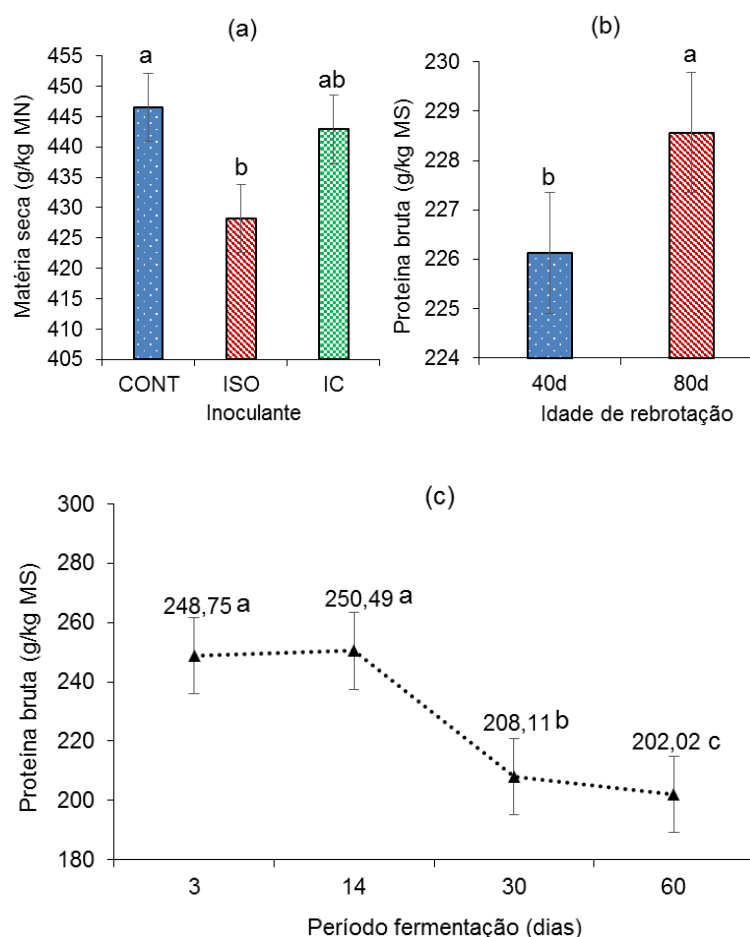 (a)
Matéria seca (g/kg MN)
455
450
445
440
435
430
425
420
415
410
405
a
b
ab
CONT ISO IC
Inoculante
(b)
Proteína bruta (g/kg MS)
230
229
228
227
226
225
224
b
a
40d 80d
Idade de rebrotação
(c)
Proteína bruta (g/kg MS)
300
280
260
240
220
200
180
248,75 a
250,49 a
208,11 b
202,02 c
3 14 30 60
Período fermentação (dias)